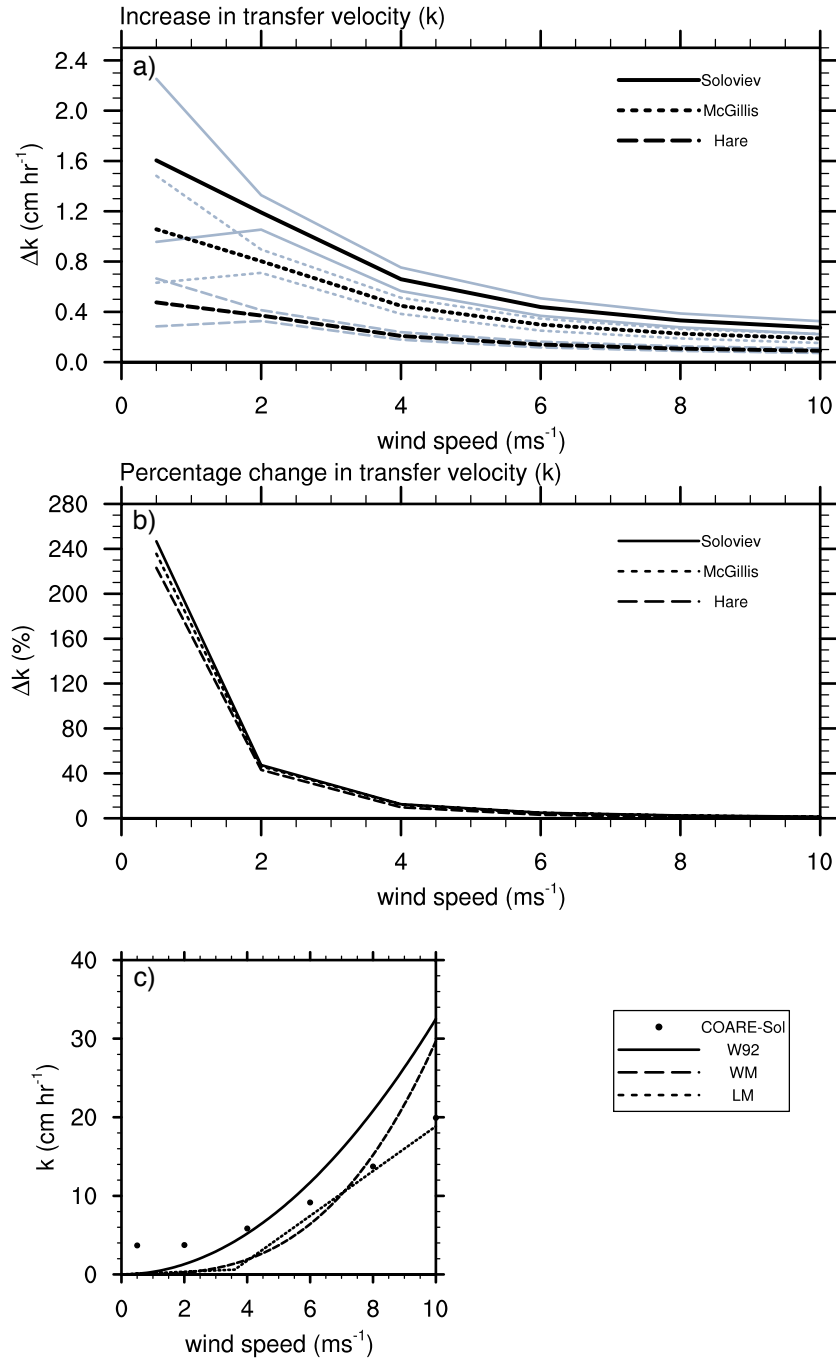 Increase in transfer velocity (k)
a)
2.4
2.0
1.6
1.2
0.8
0.4
0.0
Δk (cm hr⁻¹)
Soloviev
McGillis
Hare
0 2 4 6 8 10
wind speed (ms⁻¹)
Percentage change in transfer velocity (k)
b)
280
240
200
160
120
80
40
0
Δk (%)
Soloviev
McGillis
Hare
0 2 4 6 8 10
wind speed (ms⁻¹)
c)
40
30
20
10
0
k (cm hr⁻¹)
0 2 4 6 8 10
wind speed (ms⁻¹)
COARE-Sol
W92
WM
LM